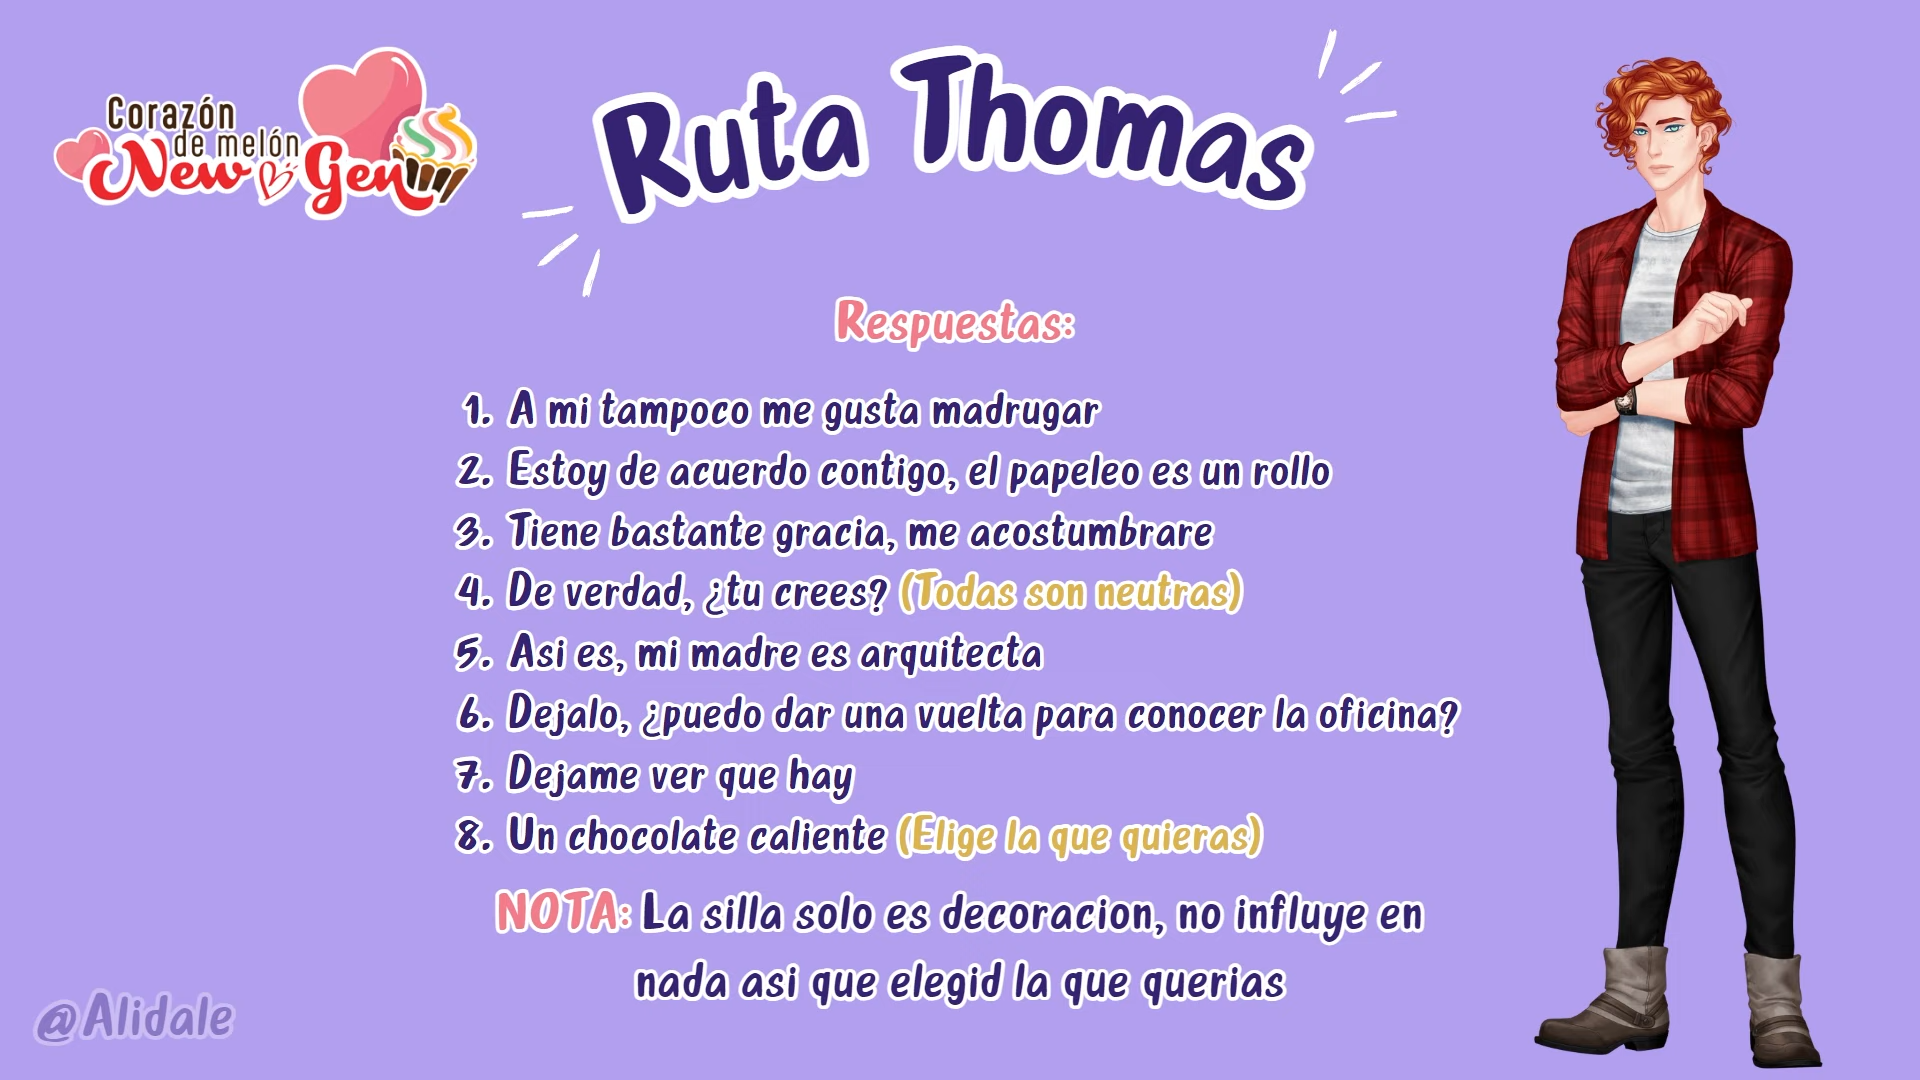 Corazón
de melón
New Gen
Ruta Thomas
Respuestas:
1. A mi tampoco me gusta madrugar
2. Estoy de acuerdo contigo, el papeleo es un rollo
3. Tiene bastante gracia, me acostumbrare
4. De verdad, ¿tu crees? (Todas son neutras)
5. Asi es, mi madre es arquitecta
6. Dejalo, ¿puedo dar una vuelta para conocer la oficina?
7. Dejame ver que hay
8. Un chocolate caliente (Elige la que quieras)
NOTA: La silla solo es decoracion, no influye en
nada asi que elegid la que querias
@Alidale